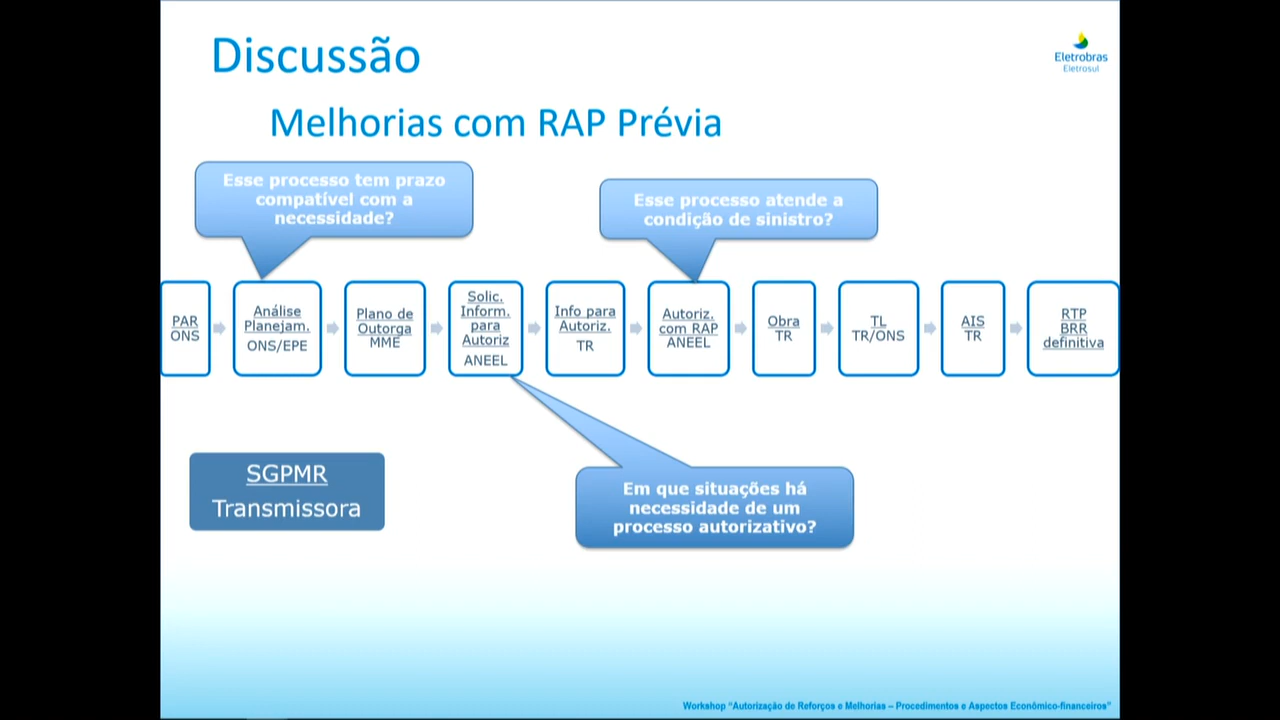 Discussão
Eletrobras
Eletrosul
Melhorias com RAP Prévia
Esse processo tem prazo
compatível com a
necessidade?
Esse processo atende a
condição de sinistro?
PAR
ONS
Análise
Planejam.
ONS/EPE
Plano de
Outorga
MME
Solic.
Inform.
para
Autoriz
ANEEL
Info para
Autoriz.
TR
Autoriz.
com RAP
ANEEL
Obra
TR
TL
TR/ONS
AIS
TR
RTP
BRR
definitiva
SGPMR
Transmissora
Em que situações há
necessidade de um
processo autorizativo?
Workshop “Autorização de Reforços e Melhorias – Procedimentos e Aspectos Econômico-financeiros”